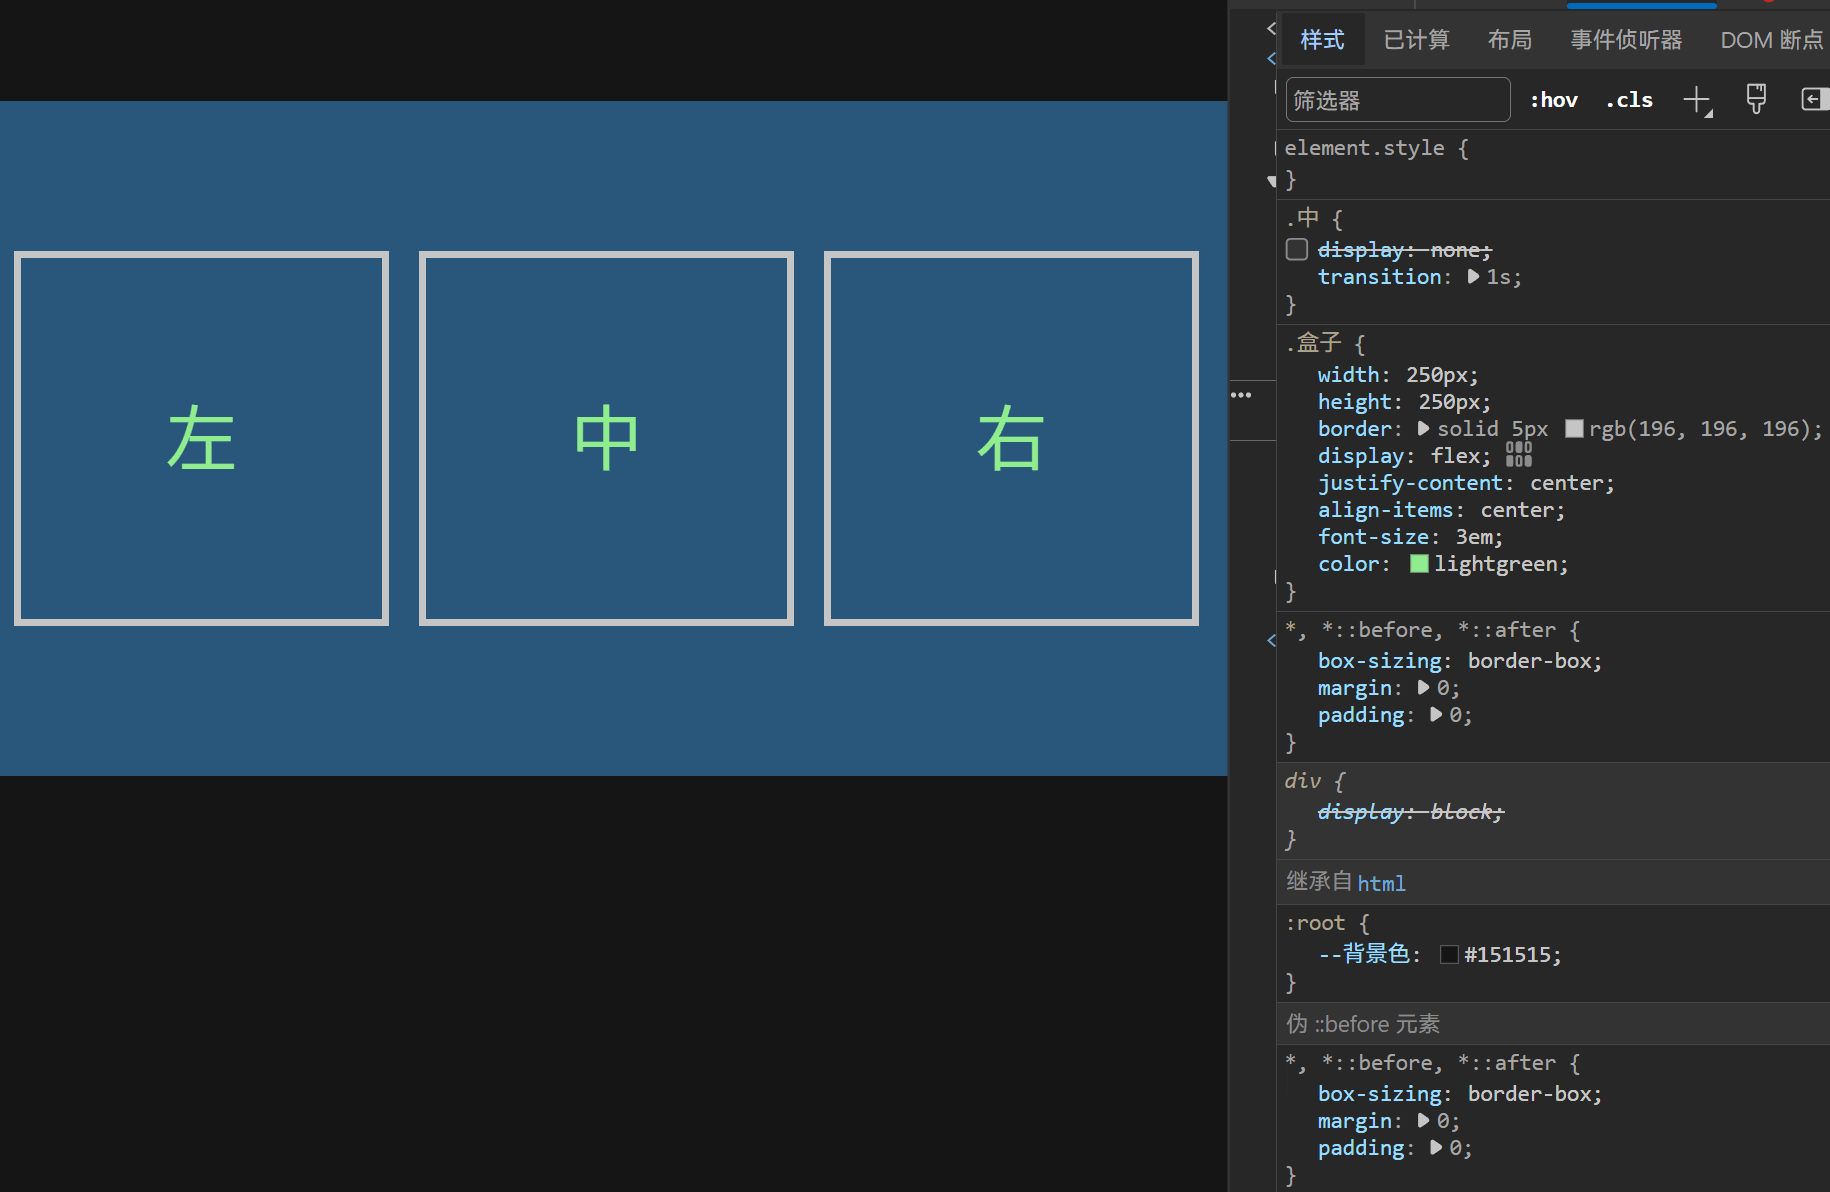 左
中
右
样式 已计算 布局 事件侦听器 DOM 断点
筛选器 :hov .cls
element.style {
}
.中 {
display: none;
transition: 1s;
}
.盒子 {
width: 250px;
height: 250px;
border: solid 5px rgb(196, 196, 196);
display: flex;
justify-content: center;
align-items: center;
font-size: 3em;
color: lightgreen;
}
*, *::before, *::after {
box-sizing: border-box;
margin: 0;
padding: 0;
}
div {
display: block;
}
继承自 html
:root {
--背景色: #151515;
}
伪 ::before 元素
*, *::before, *::after {
box-sizing: border-box;
margin: 0;
padding: 0;
}